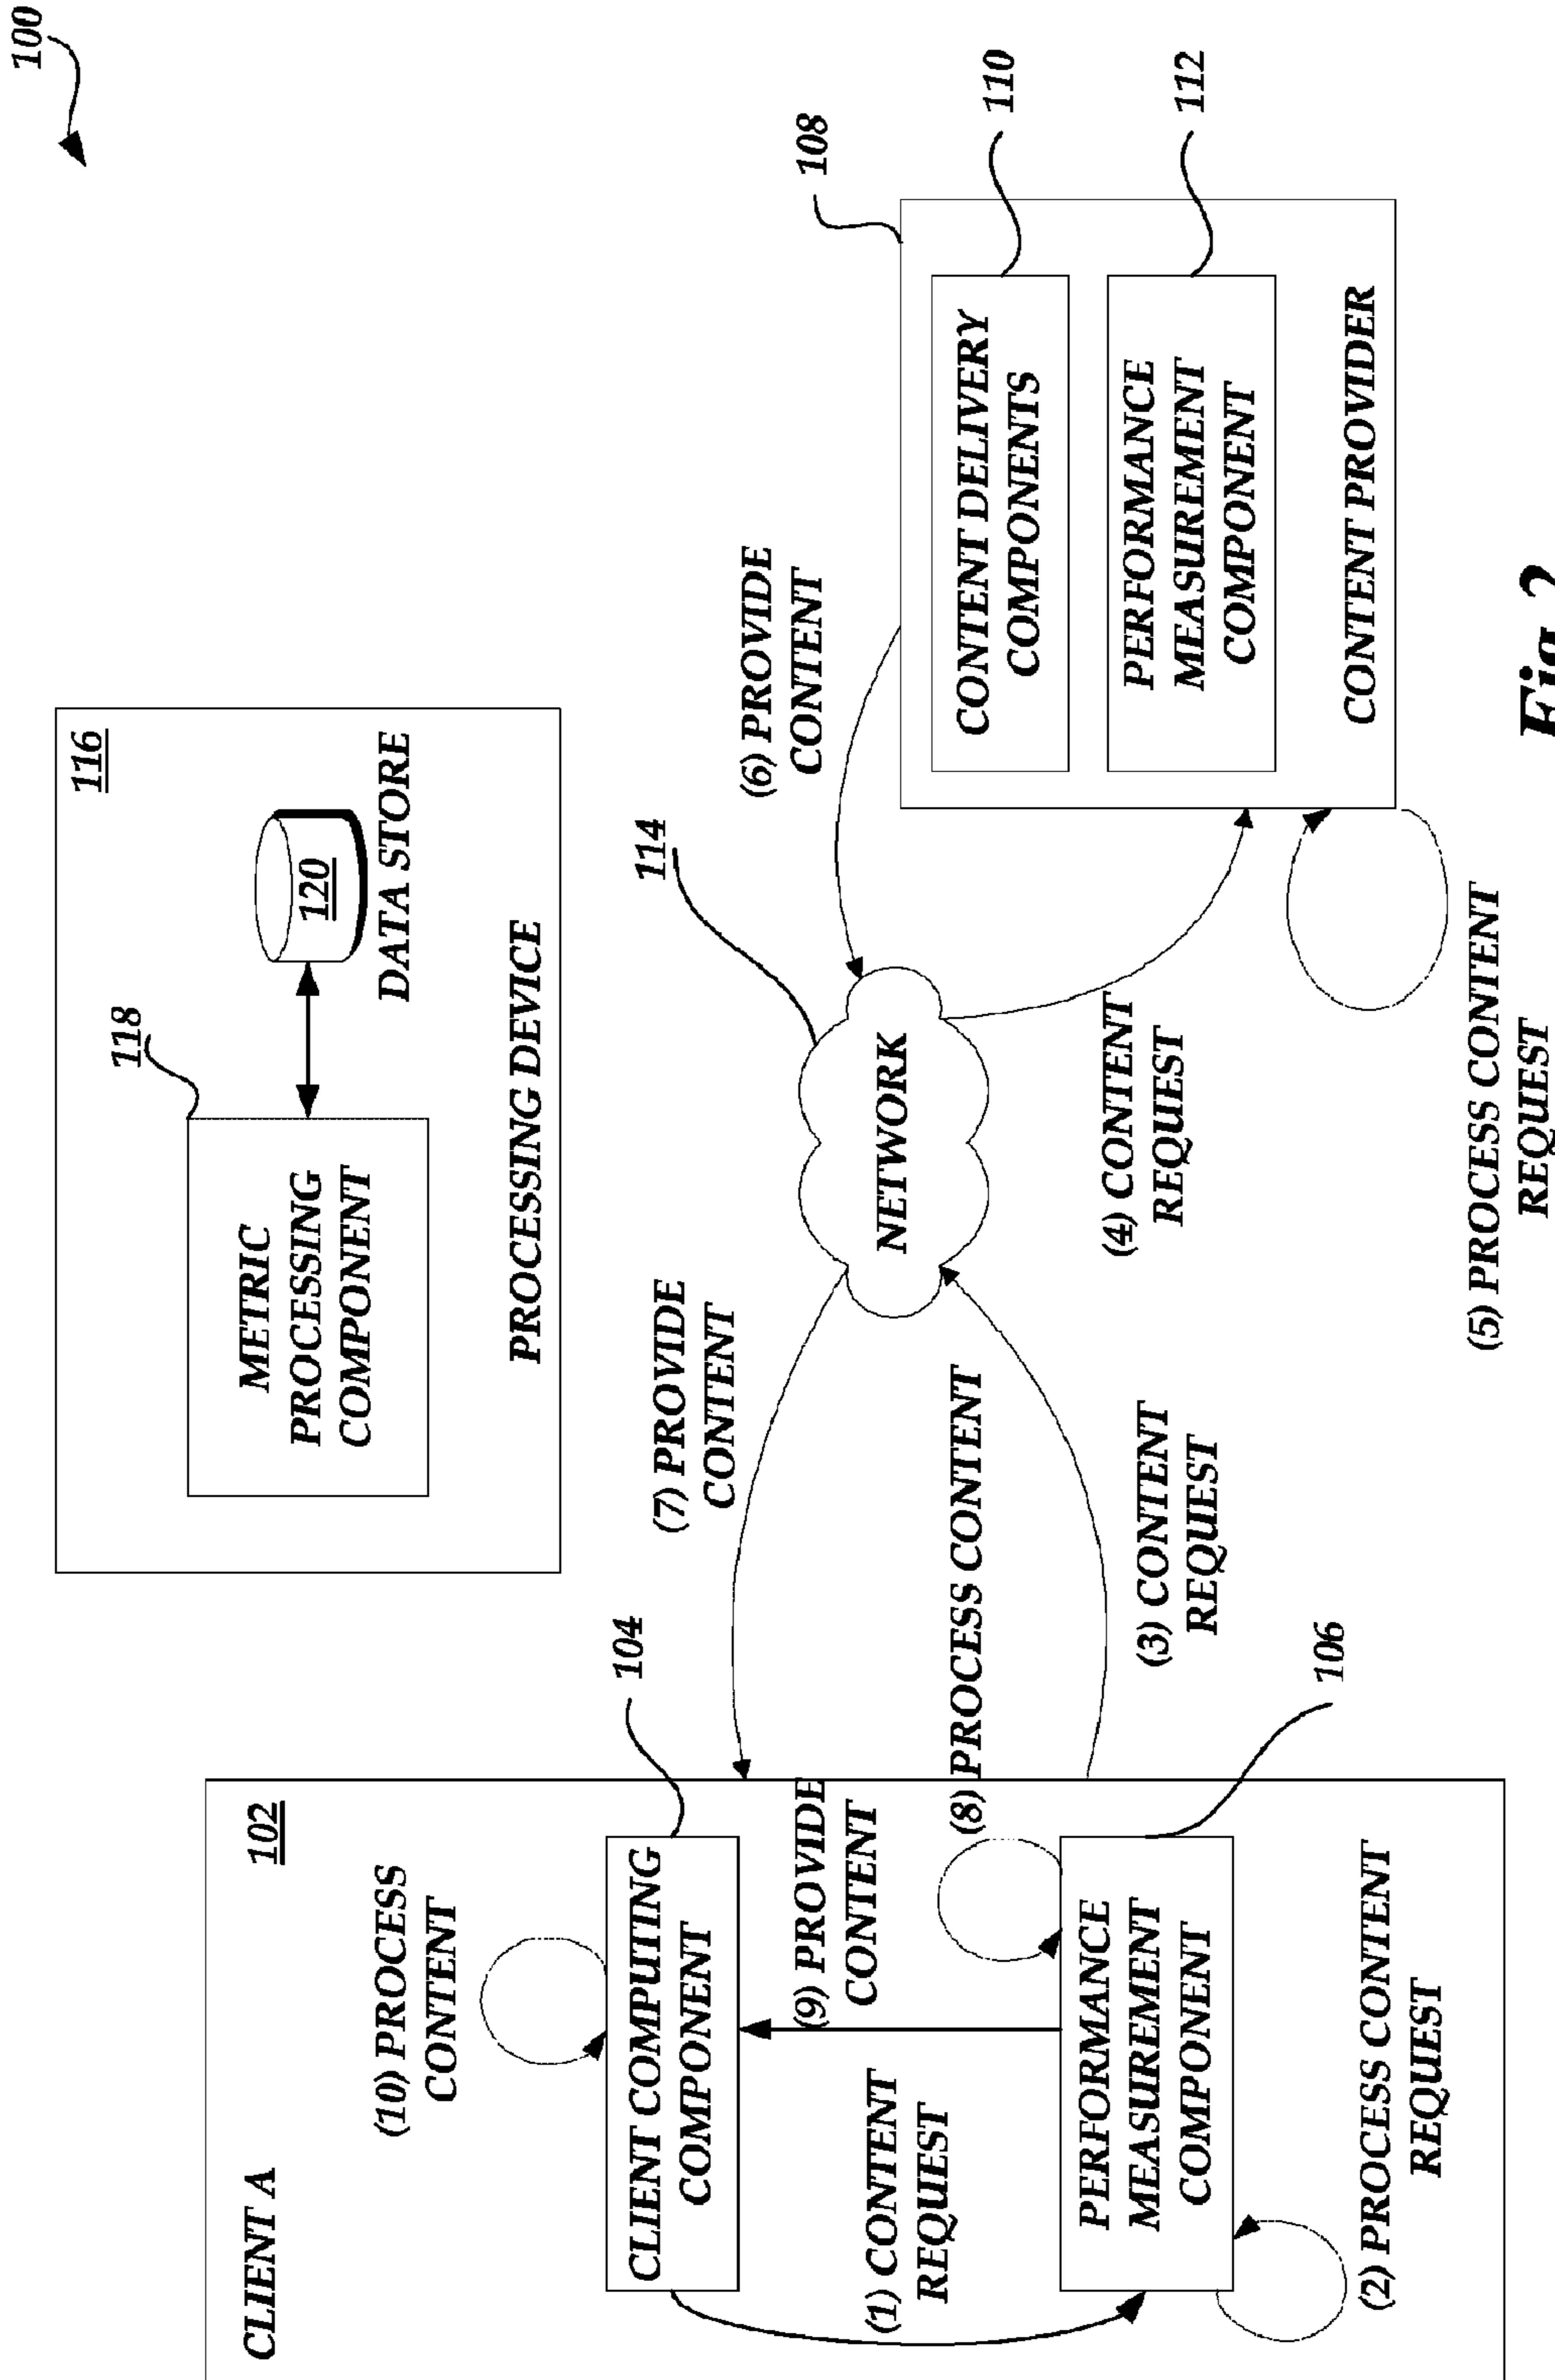 100
116
118
METRIC
PROCESSING
COMPONENT
120
DATA STORE
PROCESSING DEVICE
CLIENT A
102
(10) PROCESS
CONTENT
104
CLIENT COMPUTING
COMPONENT
(1) CONTENT
REQUEST
(9) PROVIDE
CONTENT
PERFORMANCE
MEASUREMENT
COMPONENT
106
(2) PROCESS CONTENT
REQUEST
(8) PROCESS CONTENT
(7) PROVIDE
CONTENT
(3) CONTENT
REQUEST
114
NETWORK
(6) PROVIDE
CONTENT
(4) CONTENT
REQUEST
108
CONTENT DELIVERY
COMPONENTS
110
PERFORMANCE
MEASUREMENT
COMPONENT
112
CONTENT PROVIDER
(5) PROCESS CONTENT
REQUEST
Fig.2.